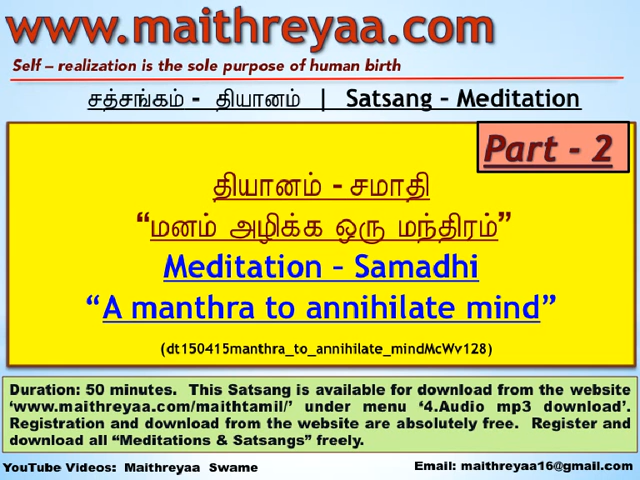 www.maithreyaa.com
Self – realization is the sole purpose of human birth
சத்சங்கம் - தியானம் | Satsang – Meditation
Part - 2
தியானம் - சமாதி
“மனம் அழிக்க ஒரு மந்திரம்”
Meditation – Samadhi
“A manthra to annihilate mind”
(dt150415manthra_to_annihilate_mindMcWv128)
Duration: 50 minutes. This Satsang is available for download from the website
‘www.maithreyaa.com/maithtamil/’ under menu ‘4.Audio mp3 download’.
Registration and download from the website are absolutely free. Register and
download all “Meditations & Satsangs” freely.
YouTube Videos: Maithreyaa Swame
Email: maithreyaa16@gmail.com